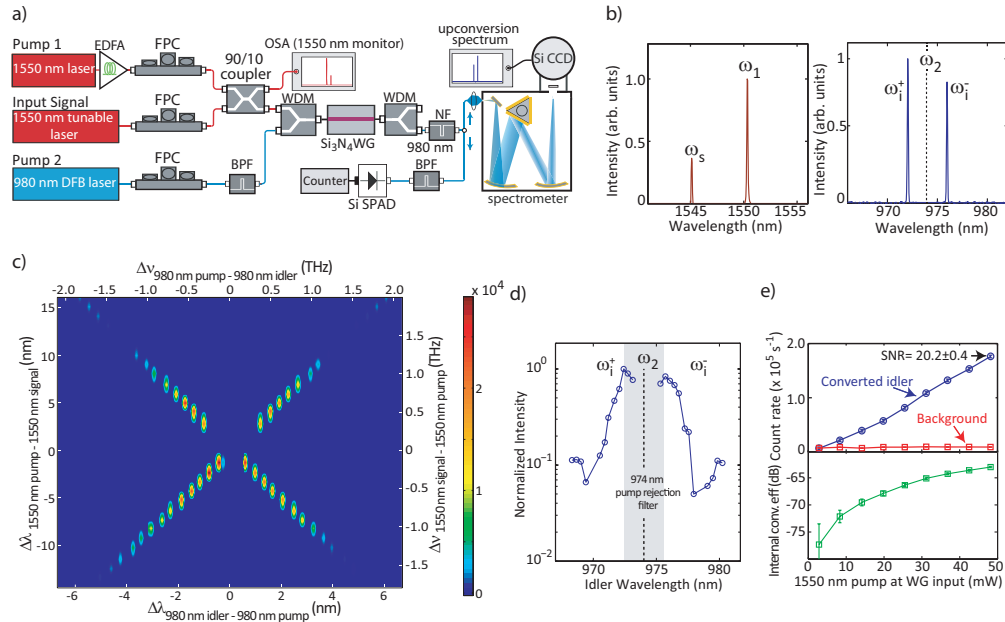 a)
Pump 1
1550 nm laser
EDFA
FPC
90/10
coupler
OSA (1550 nm monitor)
Input Signal
1550 nm tunable
laser
FPC
WDM
Si3N4WG
WDM
NF
980 nm
Pump 2
980 nm DFB laser
FPC
BPF
Counter
Si SPAD
BPF
upconversion
spectrum
Si CCD
spectrometer
b)
Intensity (arb. units)
1.0
0.5
0
ωs
ω1
1545
1550
1555
Wavelength (nm)
Intensity (arb. units)
1
0
ωi+
ω2
ωi-
970
975
980
Wavelength (nm)
c)
Δν980 nm pump - 980 nm idler (THz)
-2.0 -1.5 -1.0 -0.5 0 0.5 1.0 1.5 2.0
Δλ 1550 nm pump - 1550 nm signal (nm)
15
10
5
0
-5
-10
Δν 1550 nm signal - 1550 nm pump (THz)
1.5
1.0
0.5
0
-0.5
-1.0
-1.5
-6 -4 -2 0 2 4 6
Δλ980 nm idler - 980 nm pump (nm)
x 10^4
2
1
0
d)
Normalized Intensity
10^0
10^-1
10^-2
ωi+
ω2
ωi-
974 nm
pump rejection
filter
970 975 980
Idler Wavelength (nm)
e)
Count rate (x 10^5 s^-1)
2.0
1.0
0
SNR= 20.2±0.4
Converted idler
Background
Internal conv. eff (dB)
-65
-70
-75
0 10 20 30 40 50
1550 nm pump at WG input (mW)